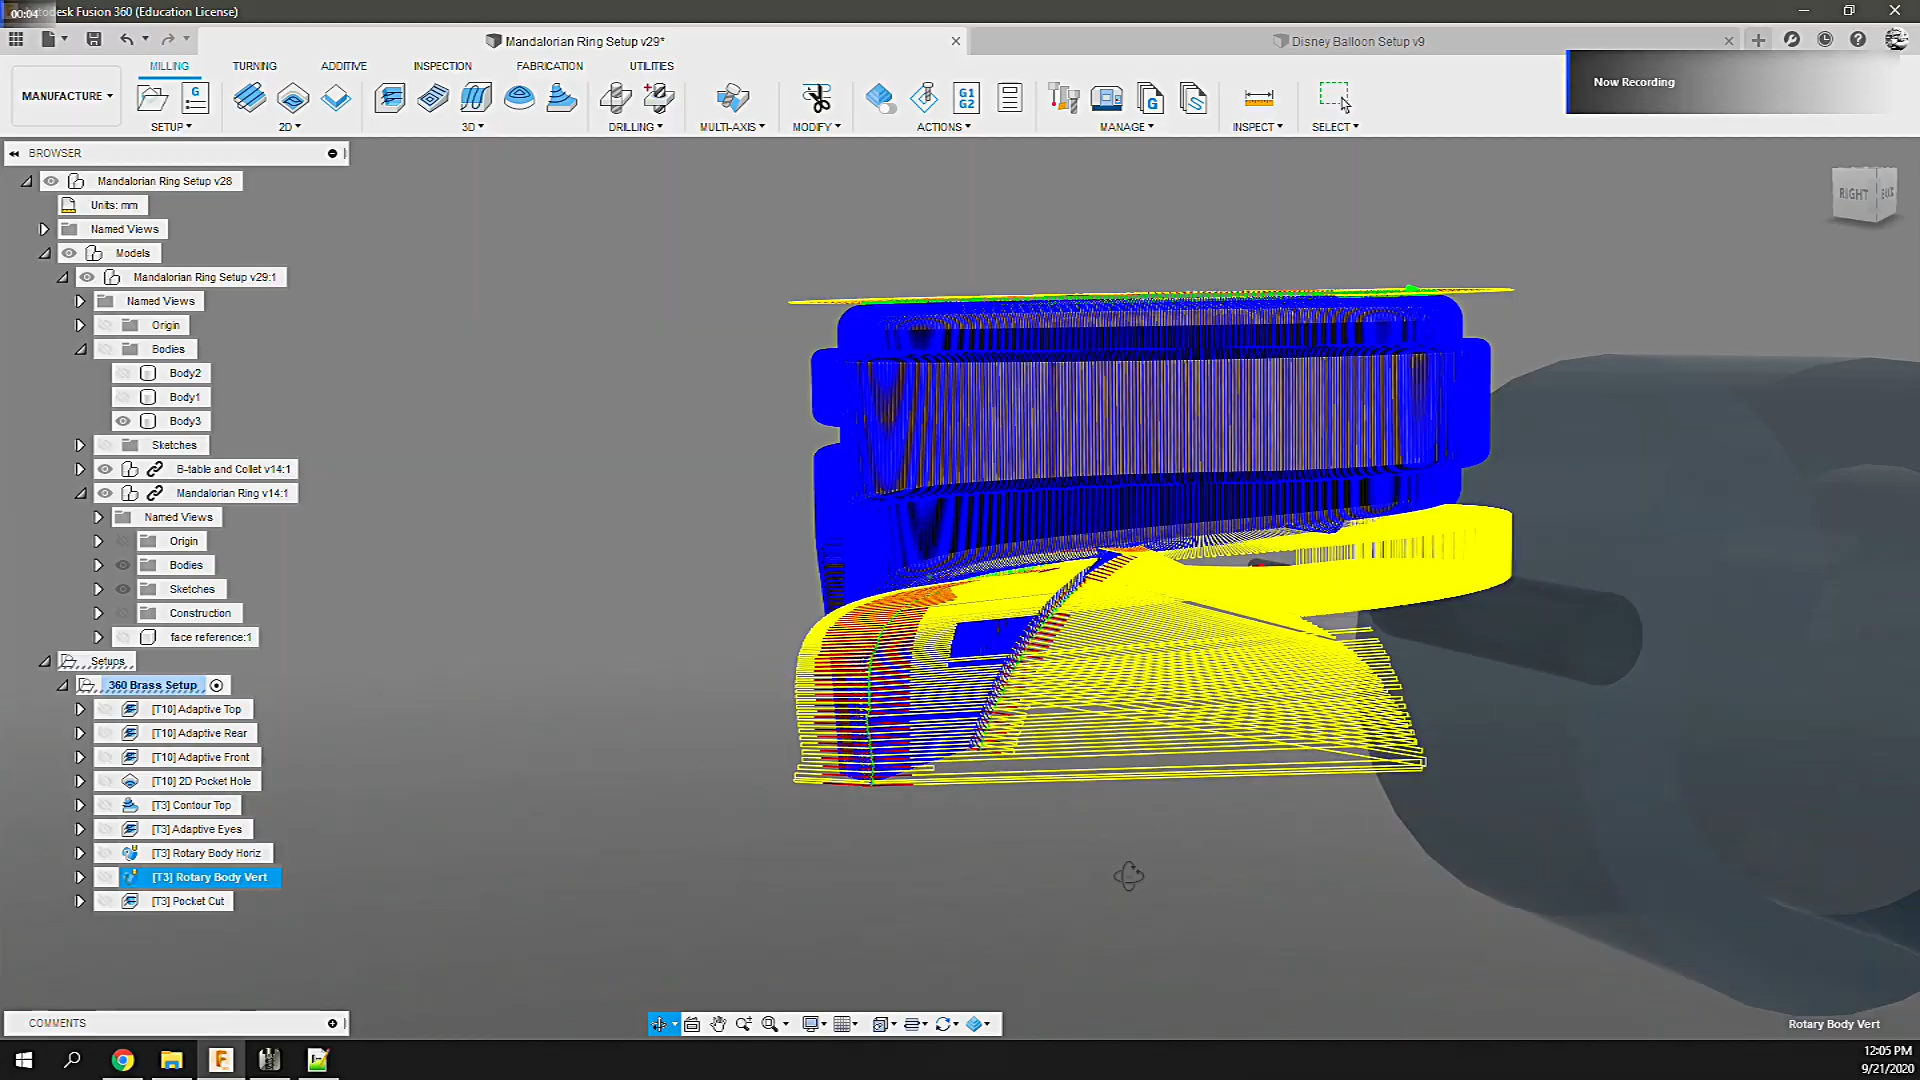 00:04
Autodesk Fusion 360 (Education License)
Mandalorian Ring Setup v29*
Disney Balloon Setup v9
MILLING TURNING ADDITIVE INSPECTION FABRICATION UTILITIES
Now Recording
MANUFACTURE
G1
G2
SETUP 2D 3D DRILLING MULTI-AXIS MODIFY ACTIONS MANAGE INSPECT SELECT
BROWSER
Mandalorian Ring Setup v28
RIGHT BACK
Units: mm
Named Views
Models
Mandalorian Ring Setup v29:1
Named Views
Origin
Bodies
Body2
Body1
Body3
Sketches
B-table and Collet v14:1
Mandalorian Ring v14:1
Named Views
Origin
Bodies
Sketches
Construction
face reference:1
Setups
360 Brass Setup
[T10] Adaptive Top
[T10] Adaptive Rear
[T10] Adaptive Front
[T10] 2D Pocket Hole
[T3] Contour Top
[T3] Adaptive Eyes
[T3] Rotary Body Horiz
[T3] Rotary Body Vert
[T3] Pocket Cut
COMMENTS
Rotary Body Vert
12:05 PM
9/21/2020